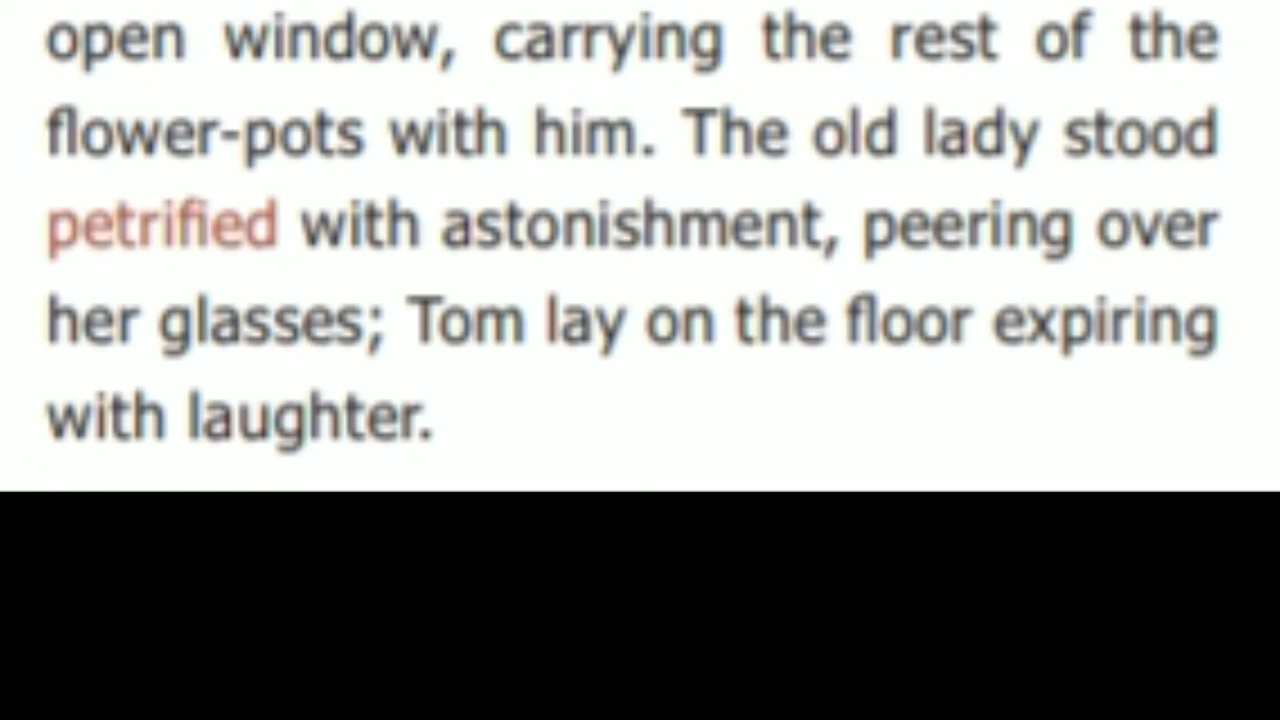 open window, carrying the rest of the
flower-pots with him. The old lady stood
petrified with astonishment, peering over
her glasses; Tom lay on the floor expiring
with laughter.